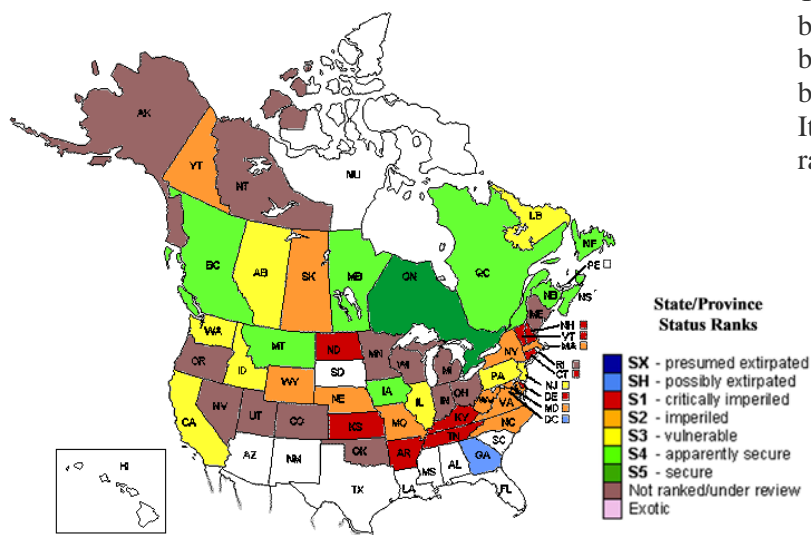 b
b
b
It
ra
AK
YT
NT
NU
LB
BC
AB
SK
MB
ON
QC
NF
PE
NB
NS
WA
MT
ND
MN
ME
NH
VT
MA
OR
ID
WY
SD
WI
MI
NY
RI
CT
NV
UT
CO
NE
IA
IL
IN
OH
PA
NJ
DE
MD
DC
CA
KS
MO
KY
WV
VA
AZ
NM
OK
AR
TN
NC
SC
TX
LA
MS
AL
GA
FL
HI
State/Province
Status Ranks
SX - presumed extirpated
SH - possibly extirpated
S1 - critically imperiled
S2 - imperiled
S3 - vulnerable
S4 - apparently secure
S5 - secure
Not ranked/under review
Exotic